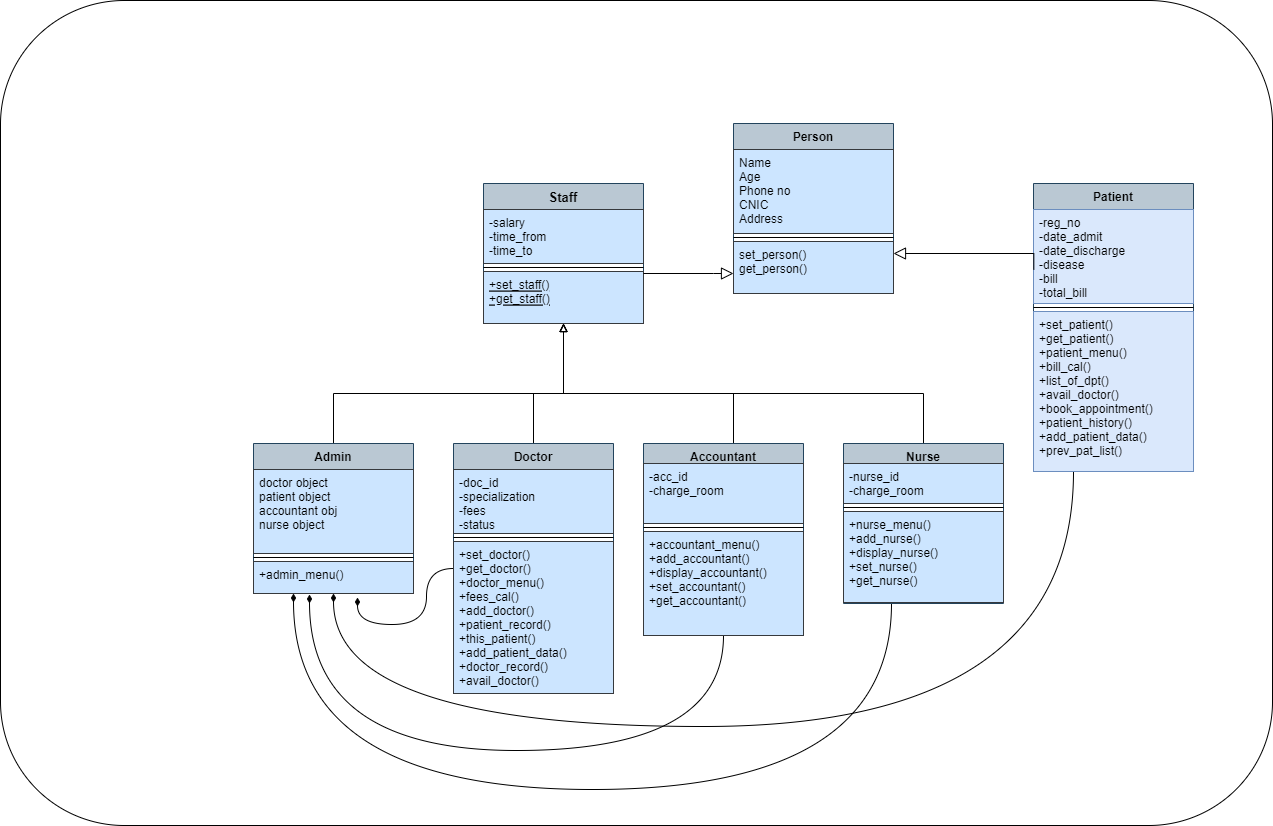 Person
Name
Age
Phone no
CNIC
Address
set_person()
get_person()
Staff
-salary
-time_from
-time_to
+set_staff()
+get_staff()
Patient
-reg_no
-date_admit
-date_discharge
-disease
-bill
-total_bill
+set_patient()
+get_patient()
+patient_menu()
+bill_cal()
+list_of_dpt()
+avail_doctor()
+book_appointment()
+patient_history()
+add_patient_data()
+prev_pat_list()
Admin
doctor object
patient object
accountant obj
nurse object
+admin_menu()
Doctor
-doc_id
-specialization
-fees
-status
+set_doctor()
+get_doctor()
+doctor_menu()
+fees_cal()
+add_doctor()
+patient_record()
+this_patient()
+add_patient_data()
+doctor_record()
+avail_doctor()
Accountant
-acc_id
-charge_room
+accountant_menu()
+add_accountant()
+display_accountant()
+set_accountant()
+get_accountant()
Nurse
-nurse_id
-charge_room
+nurse_menu()
+add_nurse()
+display_nurse()
+set_nurse()
+get_nurse()